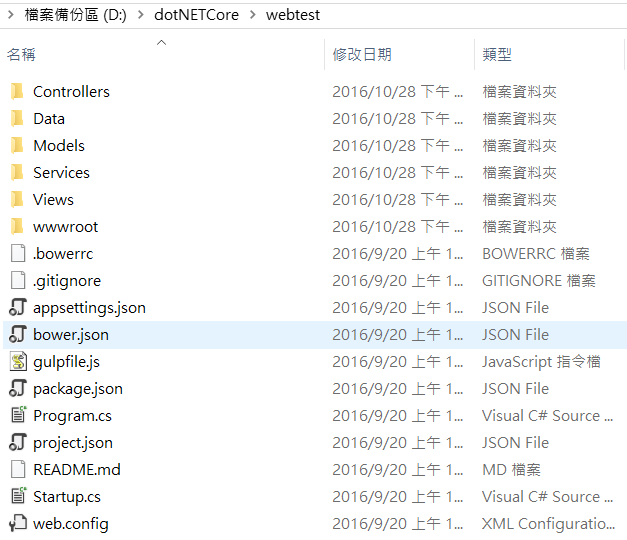 檔案備份區 (D:) > dotNETCore > webtest
名稱 修改日期 類型
Controllers 2016/10/28 下午 ... 檔案資料夾
Data 2016/10/28 下午 ... 檔案資料夾
Models 2016/10/28 下午 ... 檔案資料夾
Services 2016/10/28 下午 ... 檔案資料夾
Views 2016/10/28 下午 ... 檔案資料夾
wwwroot 2016/10/28 下午 ... 檔案資料夾
.bowerrc 2016/9/20 上午 1... BOWERRC 檔案
.gitignore 2016/9/20 上午 1... GITIGNORE 檔案
appsettings.json 2016/9/20 上午 1... JSON File
bower.json 2016/9/20 上午 1... JSON File
gulpfile.js 2016/9/20 上午 1... JavaScript 指令檔
package.json 2016/9/20 上午 1... JSON File
Program.cs 2016/9/20 上午 1... Visual C# Source ...
project.json 2016/9/20 上午 1... JSON File
README.md 2016/9/20 上午 1... MD 檔案
Startup.cs 2016/9/20 上午 1... Visual C# Source ...
web.config 2016/9/20 上午 1... XML Configuratio...